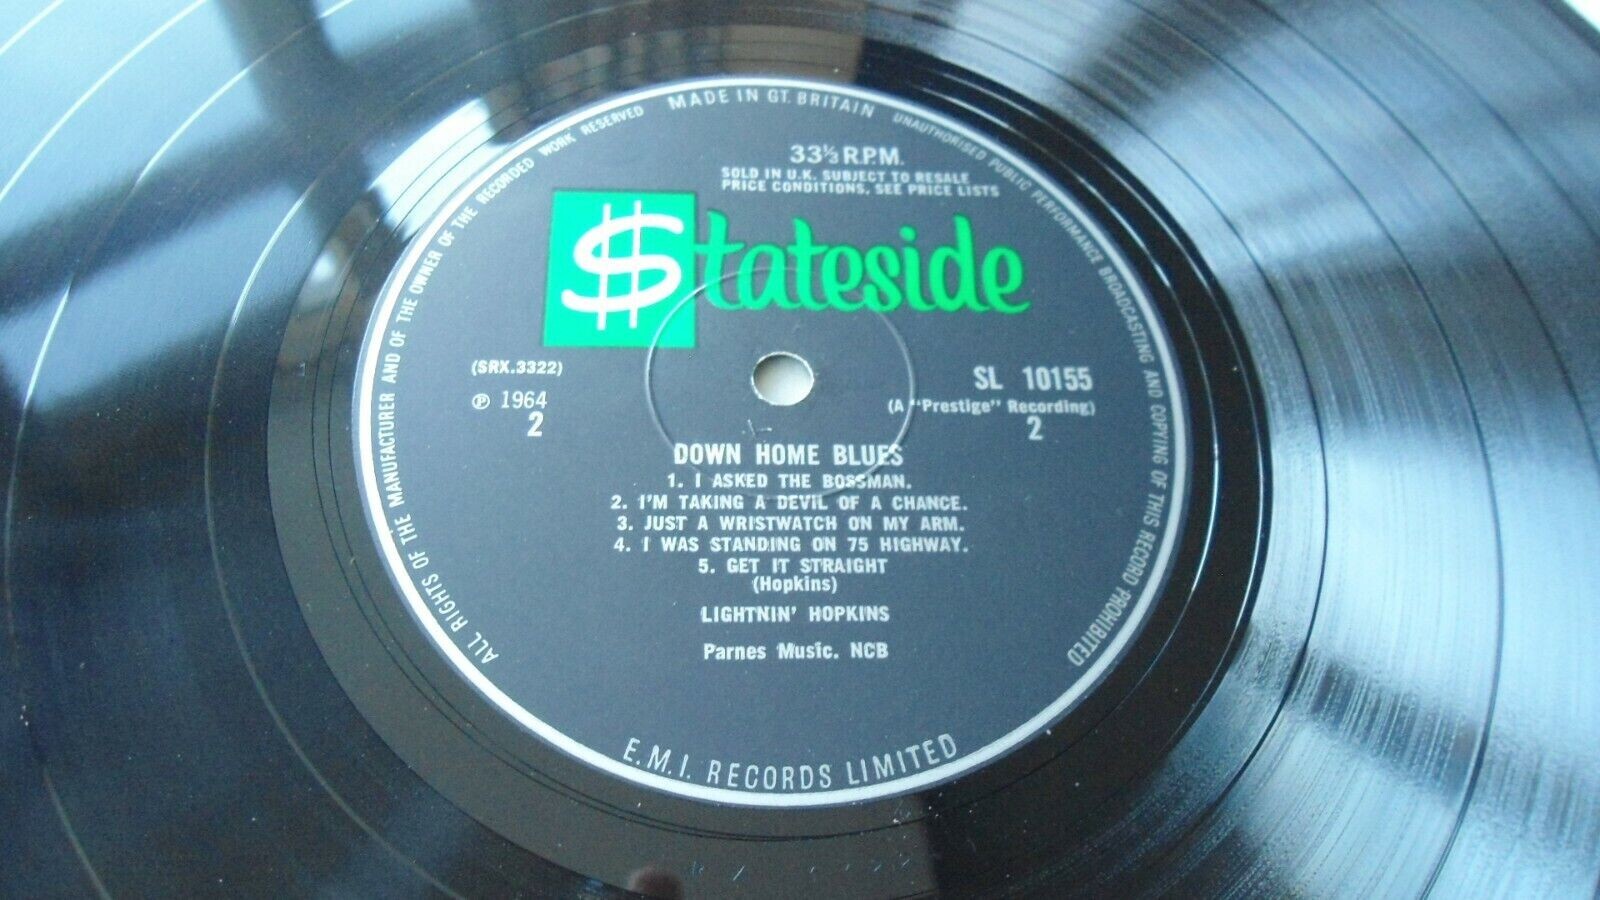 MADE IN GT. BRITAIN
UNAUTHORISED PUBLIC PERFORMANCE BROADCASTING AND COPYING OF THIS RECORD PROHIBITED
ALL RIGHTS OF THE MANUFACTURER AND OF THE OWNER OF THE RECORDED WORK RESERVED
33⅓ R.P.M.
SOLD IN U.K. SUBJECT TO RESALE
PRICE CONDITIONS, SEE PRICE LISTS
$tateside
(SRX.3322)
℗ 1964
2
SL 10155
(A "Prestige" Recording)
2
DOWN HOME BLUES
1. I ASKED THE BOSSMAN.
2. I'M TAKING A DEVIL OF A CHANCE.
3. JUST A WRISTWATCH ON MY ARM.
4. I WAS STANDING ON 75 HIGHWAY.
5. GET IT STRAIGHT
(Hopkins)
LIGHTNIN' HOPKINS
Parnes Music. NCB
E.M.I. RECORDS LIMITED